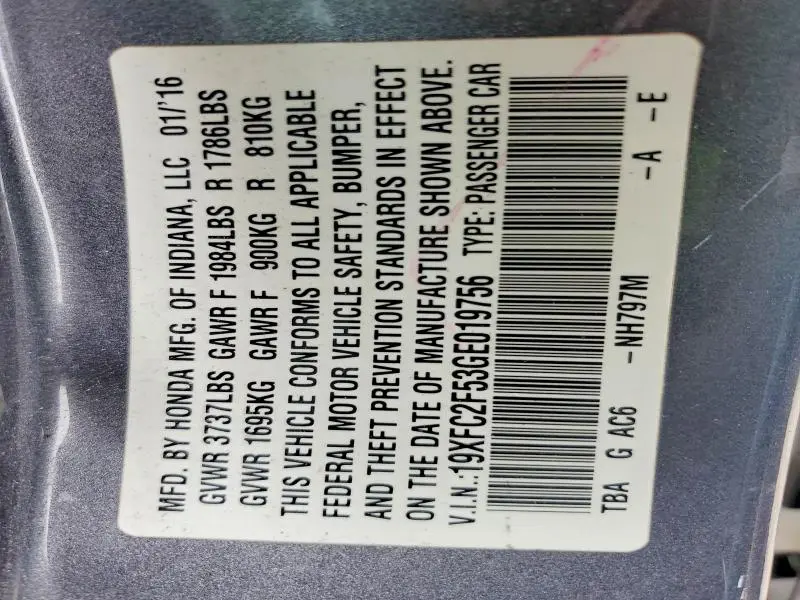 MFD. BY HONDA MFG. OF INDIANA, LLC 01/'16
GVWR 3737LBS GAWR F 1984LBS R 1786LBS
GVWR 1695KG GAWR F 900KG R 810KG
THIS VEHICLE CONFORMS TO ALL APPLICABLE
FEDERAL MOTOR VEHICLE SAFETY, BUMPER,
AND THEFT PREVENTION STANDARDS IN EFFECT
ON THE DATE OF MANUFACTURE SHOWN ABOVE.
V.I.N.:19XFC2F53GE019756 TYPE: PASSENGER CAR
TBA G AC6 -NH797M -A -E